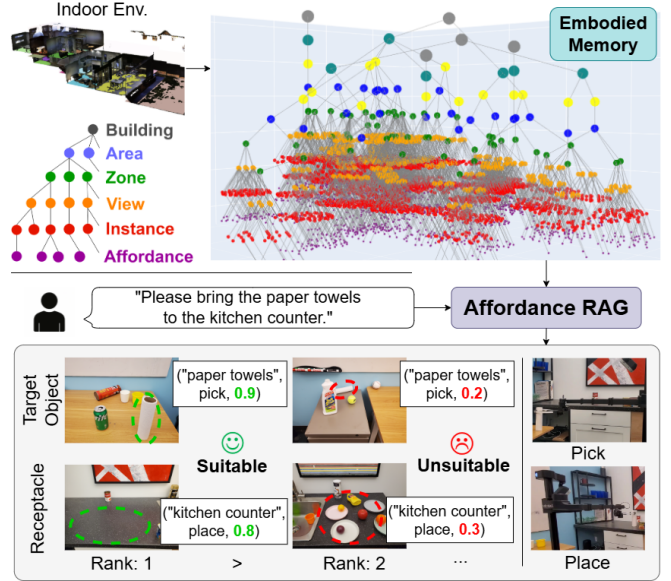 Indoor Env.
Embodied
Memory
Building
Area
Zone
View
Instance
Affordance
"Please bring the paper towels
to the kitchen counter."
Affordance RAG
Target
Object
("paper towels",
pick, 0.9)
Suitable
("paper towels",
pick, 0.2)
Unsuitable
Pick
Receptacle
("kitchen counter",
place, 0.8)
("kitchen counter",
place, 0.3)
Place
Rank: 1
>
Rank: 2
...